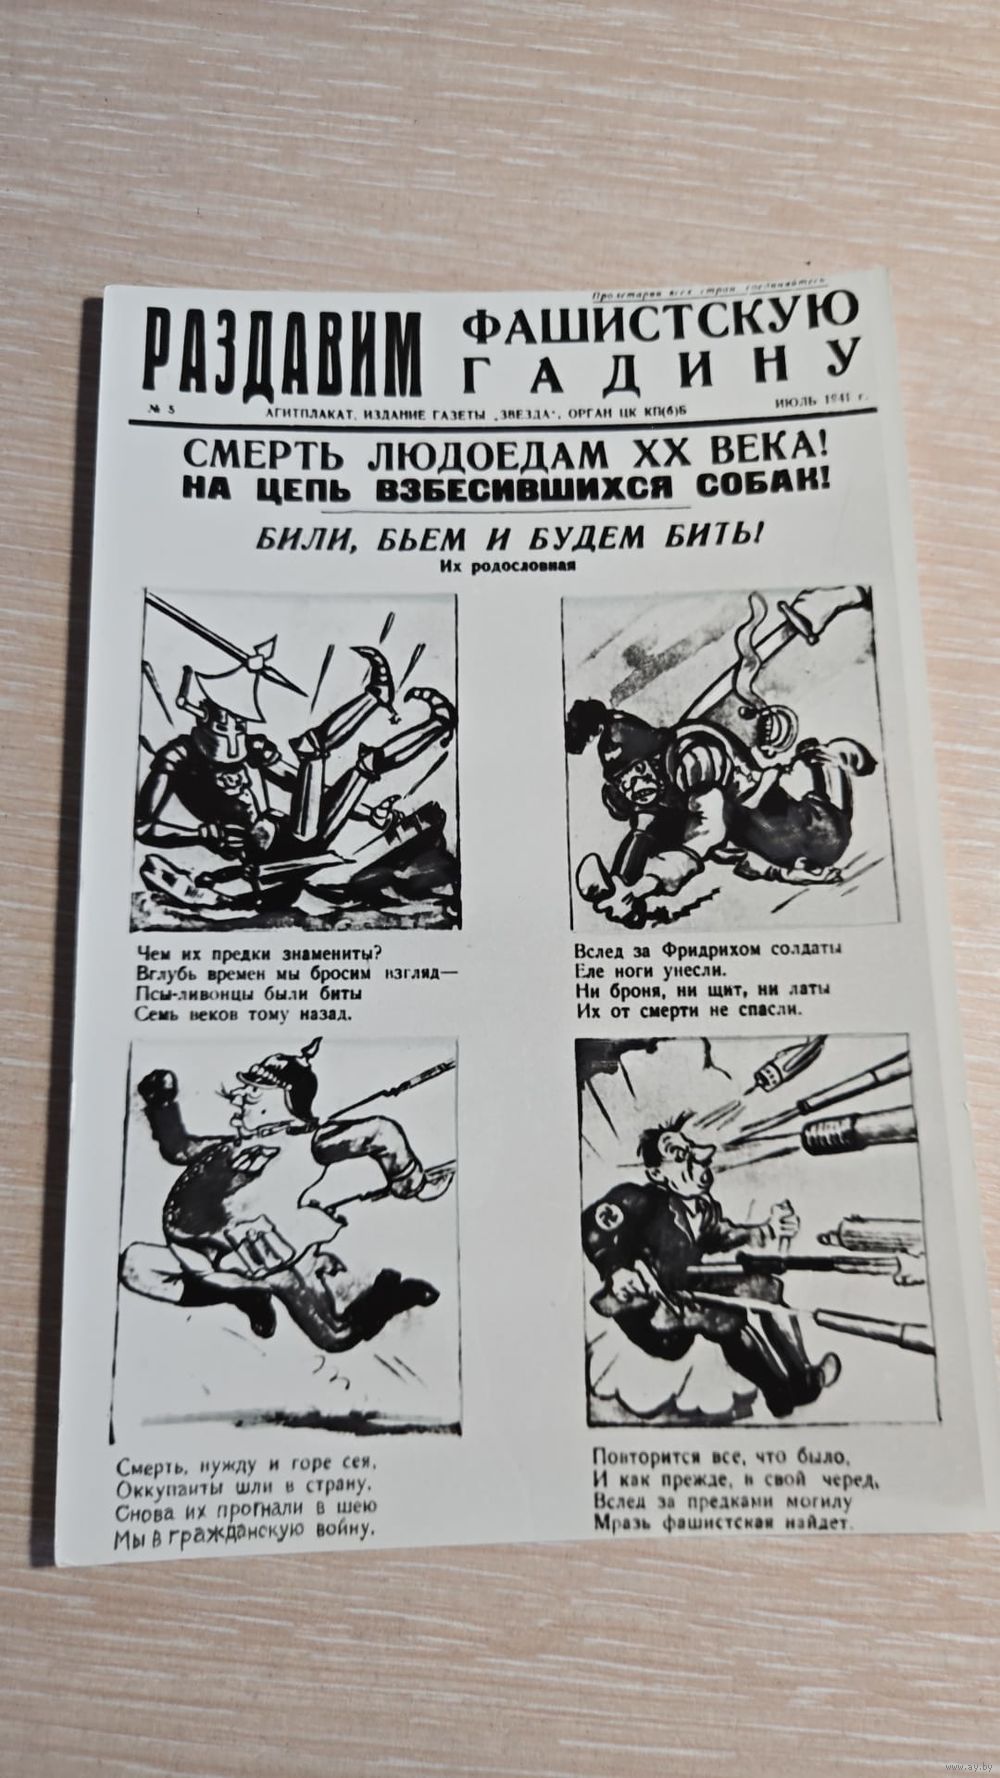 Пролетарии всех стран, соединяйтесь
РАЗДАВИМ ФАШИСТСКУЮ
ГАДИНУ
№ 5
АГИТПЛАКАТ, ИЗДАНИЕ ГАЗЕТЫ „ЗВЕЗДА“, ОРГАН ЦК КП(б)Б
ИЮЛЬ 1941 г.
СМЕРТЬ ЛЮДОЕДАМ XX ВЕКА!
НА ЦЕПЬ ВЗБЕСИВШИХСЯ СОБАК!
БИЛИ, БЬЕМ И БУДЕМ БИТЬ!
Их родословная
Чем их предки знамениты?
Вглубь времен мы бросим взгляд—
Псы-ливонцы были биты
Семь веков тому назад.
Вслед за Фридрихом солдаты
Еле ноги унесли.
Ни броня, ни щит, ни латы
Их от смерти не спасли.
Смерть, нужду и горе сея,
Оккупанты шли в страну.
Снова их прогнали в шею
Мы в гражданскую войну.
Повторится все, что было,
И как прежде, в свой черед,
Вслед за предками могилу
Мразь фашистская найдет.
www.ay.by